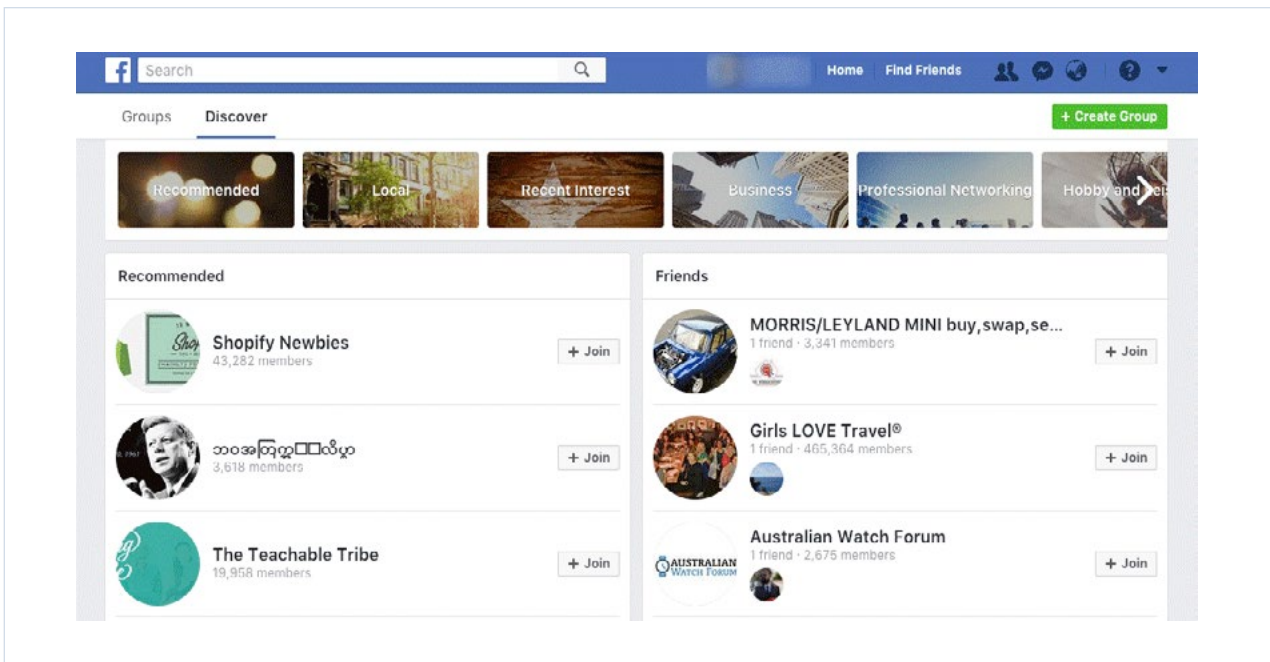 Search
Home Find Friends
Groups Discover
+ Create Group
Recommended Local Recent Interest Business Professional Networking Hobby and Leis
Recommended
Shopify Newbies
43,282 members
+ Join
3,618 members
+ Join
The Teachable Tribe
19,958 members
+ Join
Friends
MORRIS/LEYLAND MINI buy,swap,se...
1 friend · 3,341 members
+ Join
Girls LOVE Travel®
1 friend · 465,364 members
+ Join
Australian Watch Forum
1 friend · 2,675 members
AUSTRALIAN
WATCH FORUM
+ Join